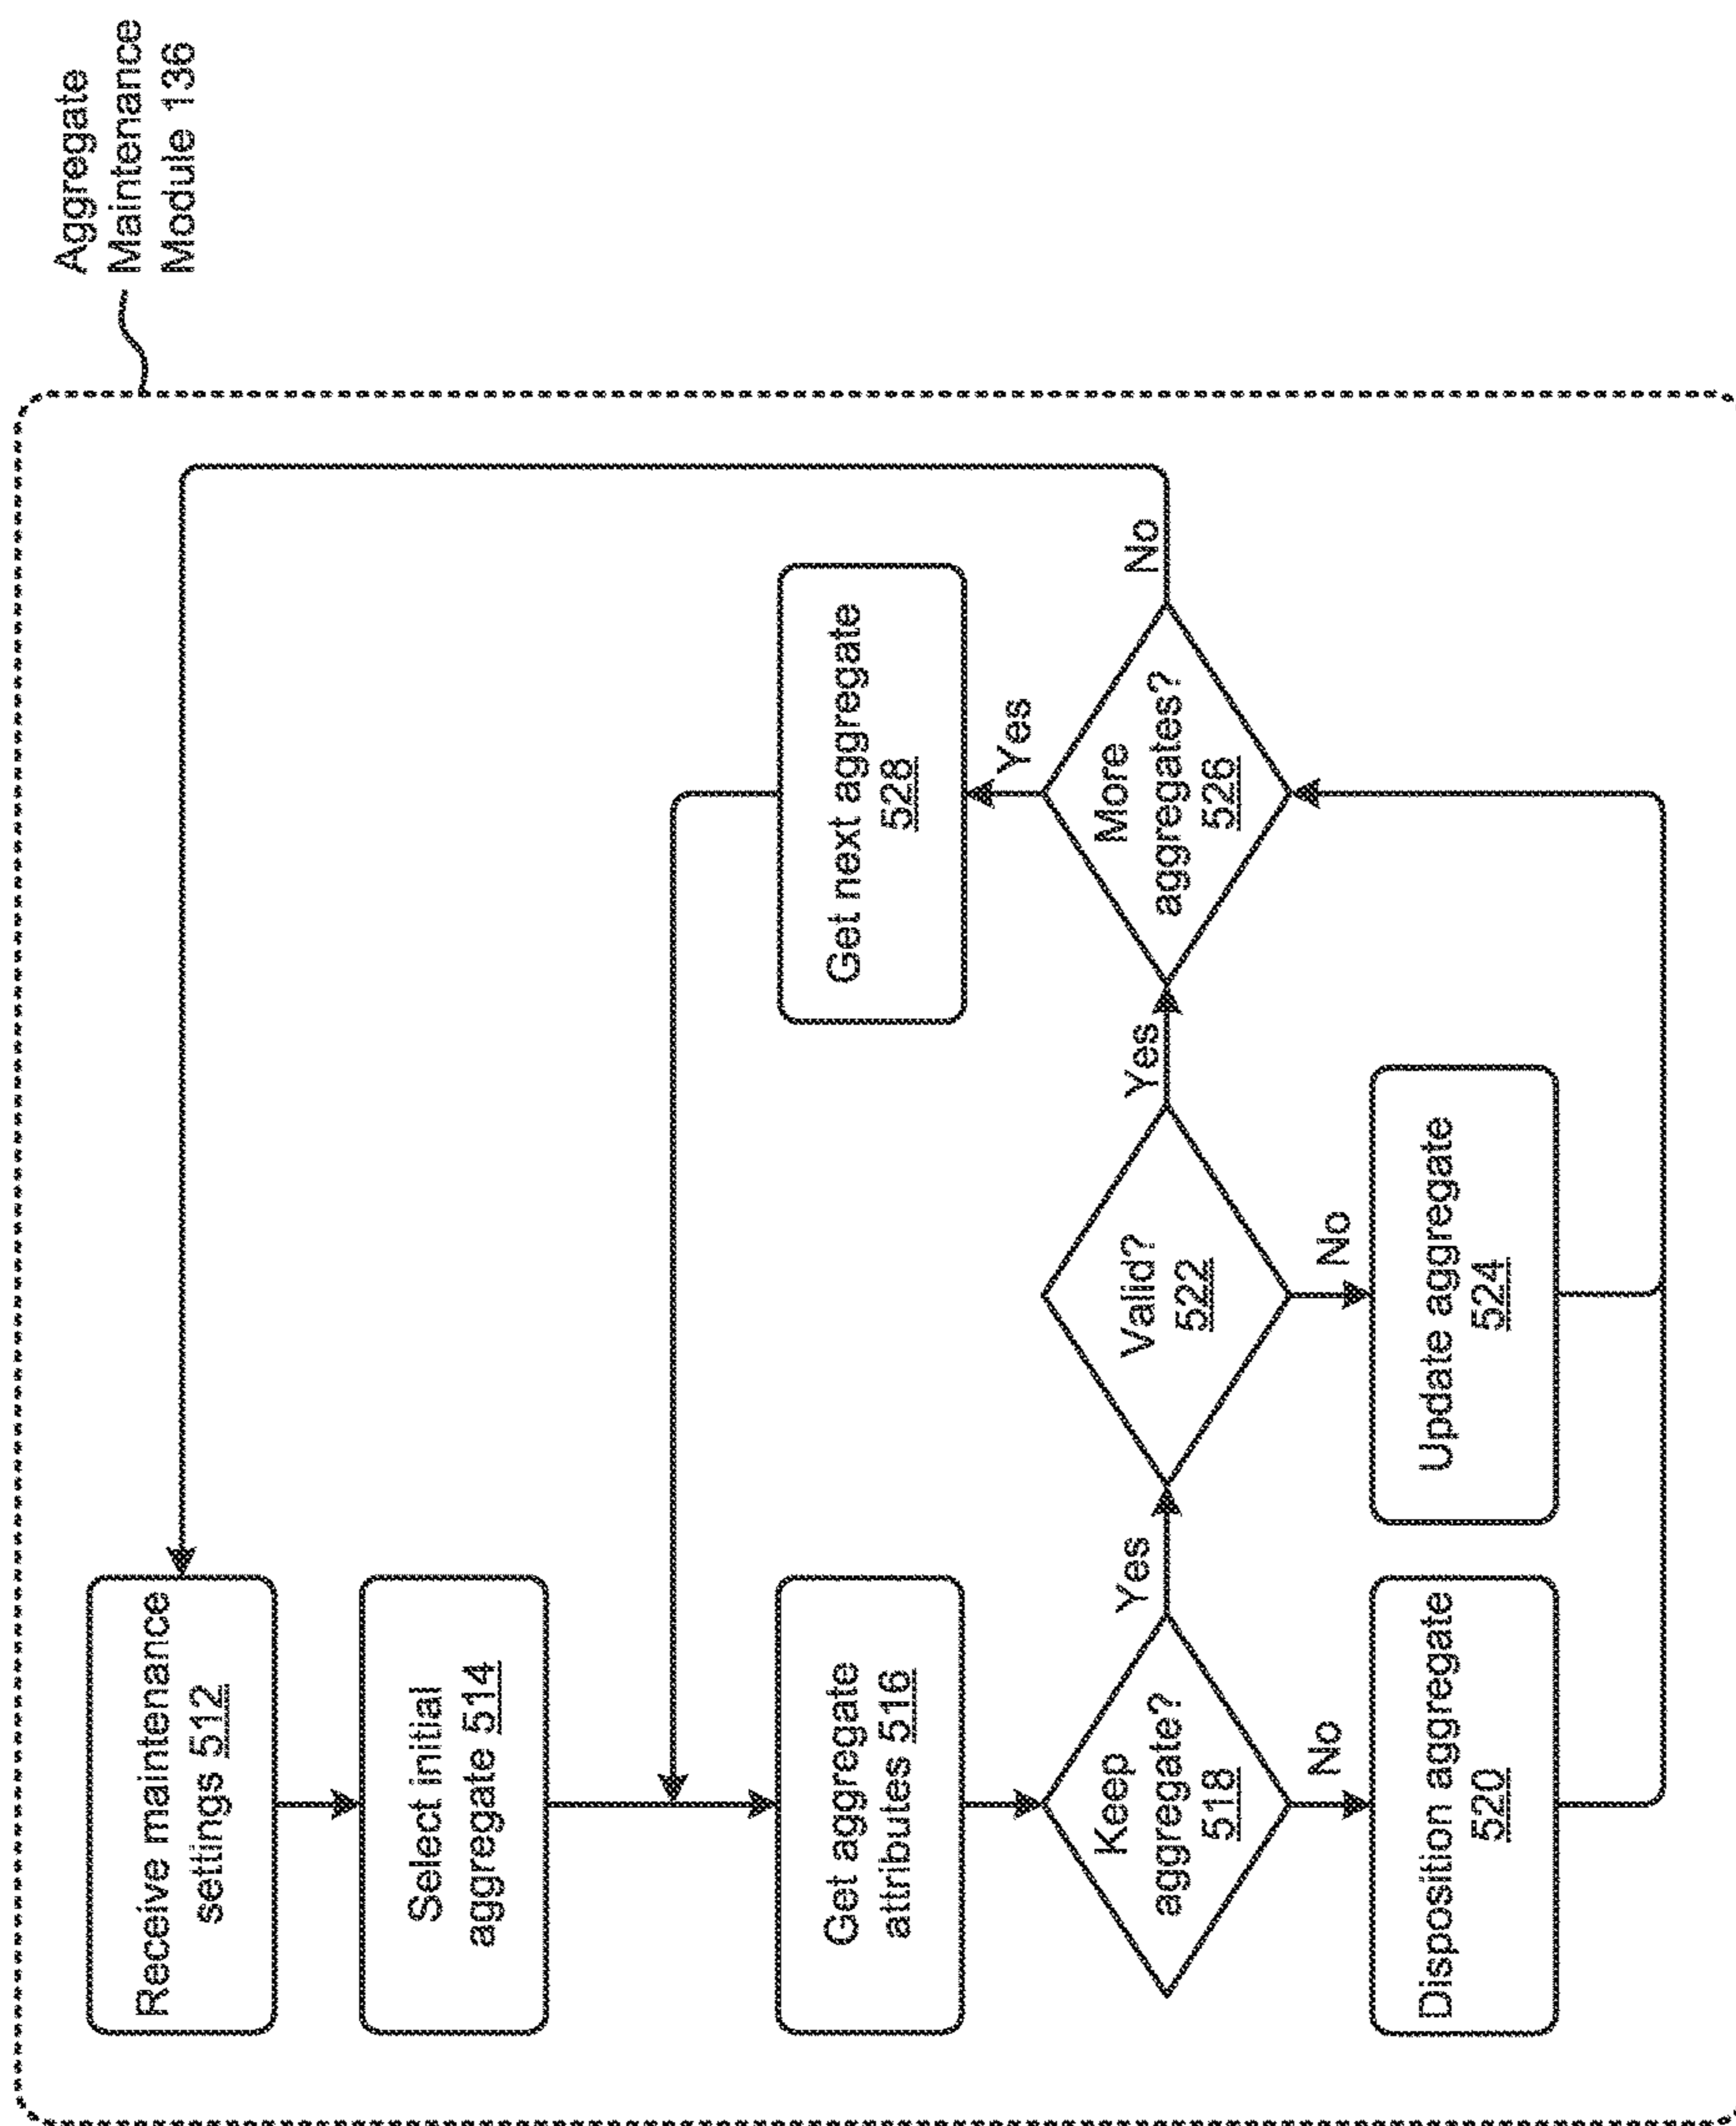 Aggregate
Maintenance
Module 136
Receive maintenance
settings 512
Select initial
aggregate 514
Get aggregate
attributes 516
Keep
aggregate?
518
Yes
No
Disposition aggregate
520
Valid?
522
Yes
No
Update aggregate
524
More
aggregates?
526
Yes
No
Get next aggregate
528